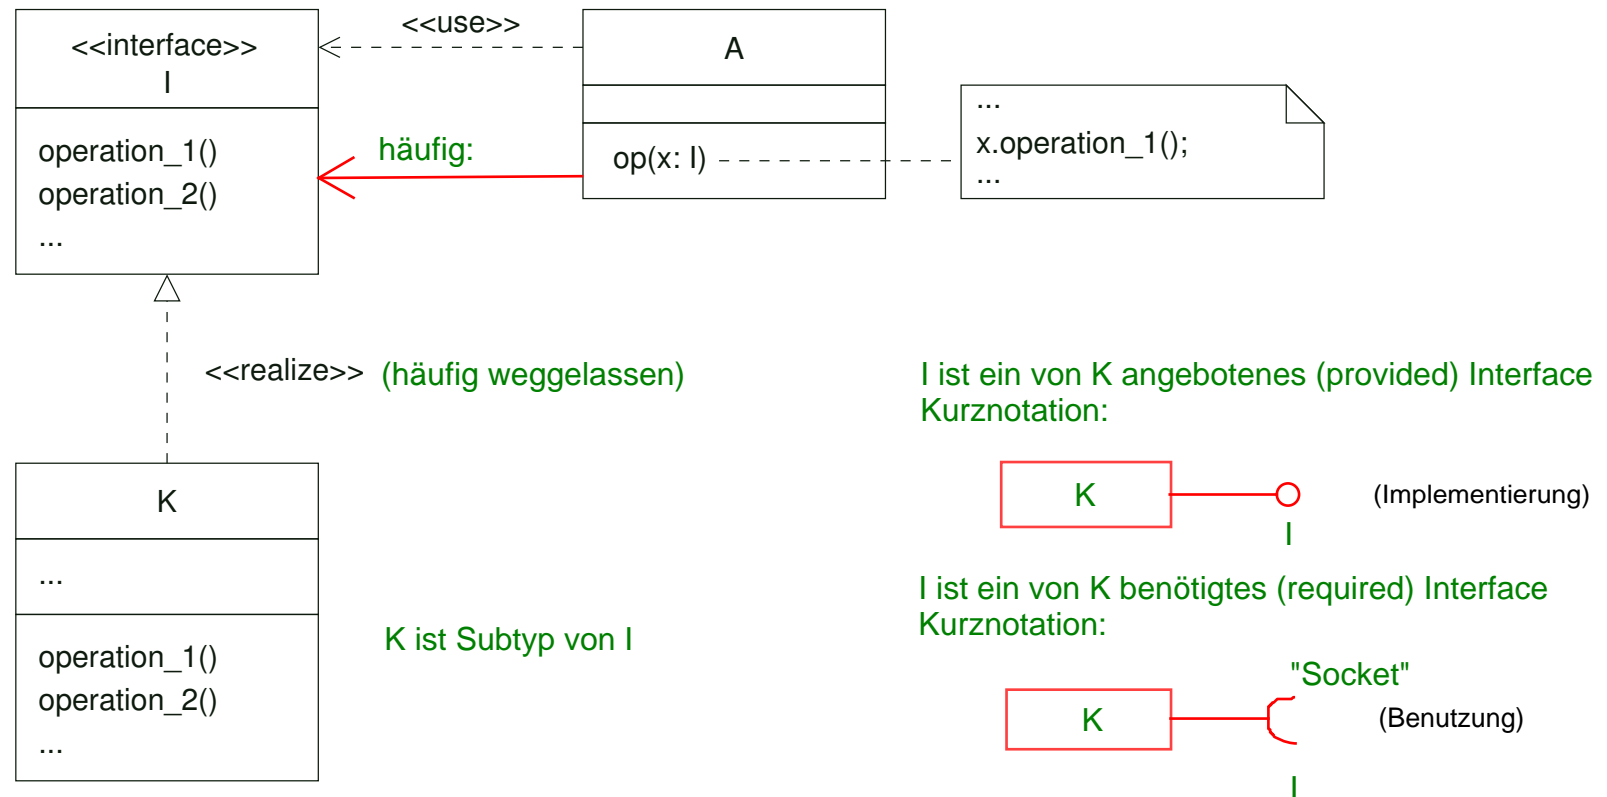 <<interface>>
I
operation_1()
operation_2()
...
<<use>>
häufig:
A
op(x: I)
...
x.operation_1();
...
<<realize>> (häufig weggelassen)
K
...
operation_1()
operation_2()
...
K ist Subtyp von I
I ist ein von K angebotenes (provided) Interface
Kurznotation:
K
I
(Implementierung)
I ist ein von K benötigtes (required) Interface
Kurznotation:
"Socket"
K
(Benutzung)
I